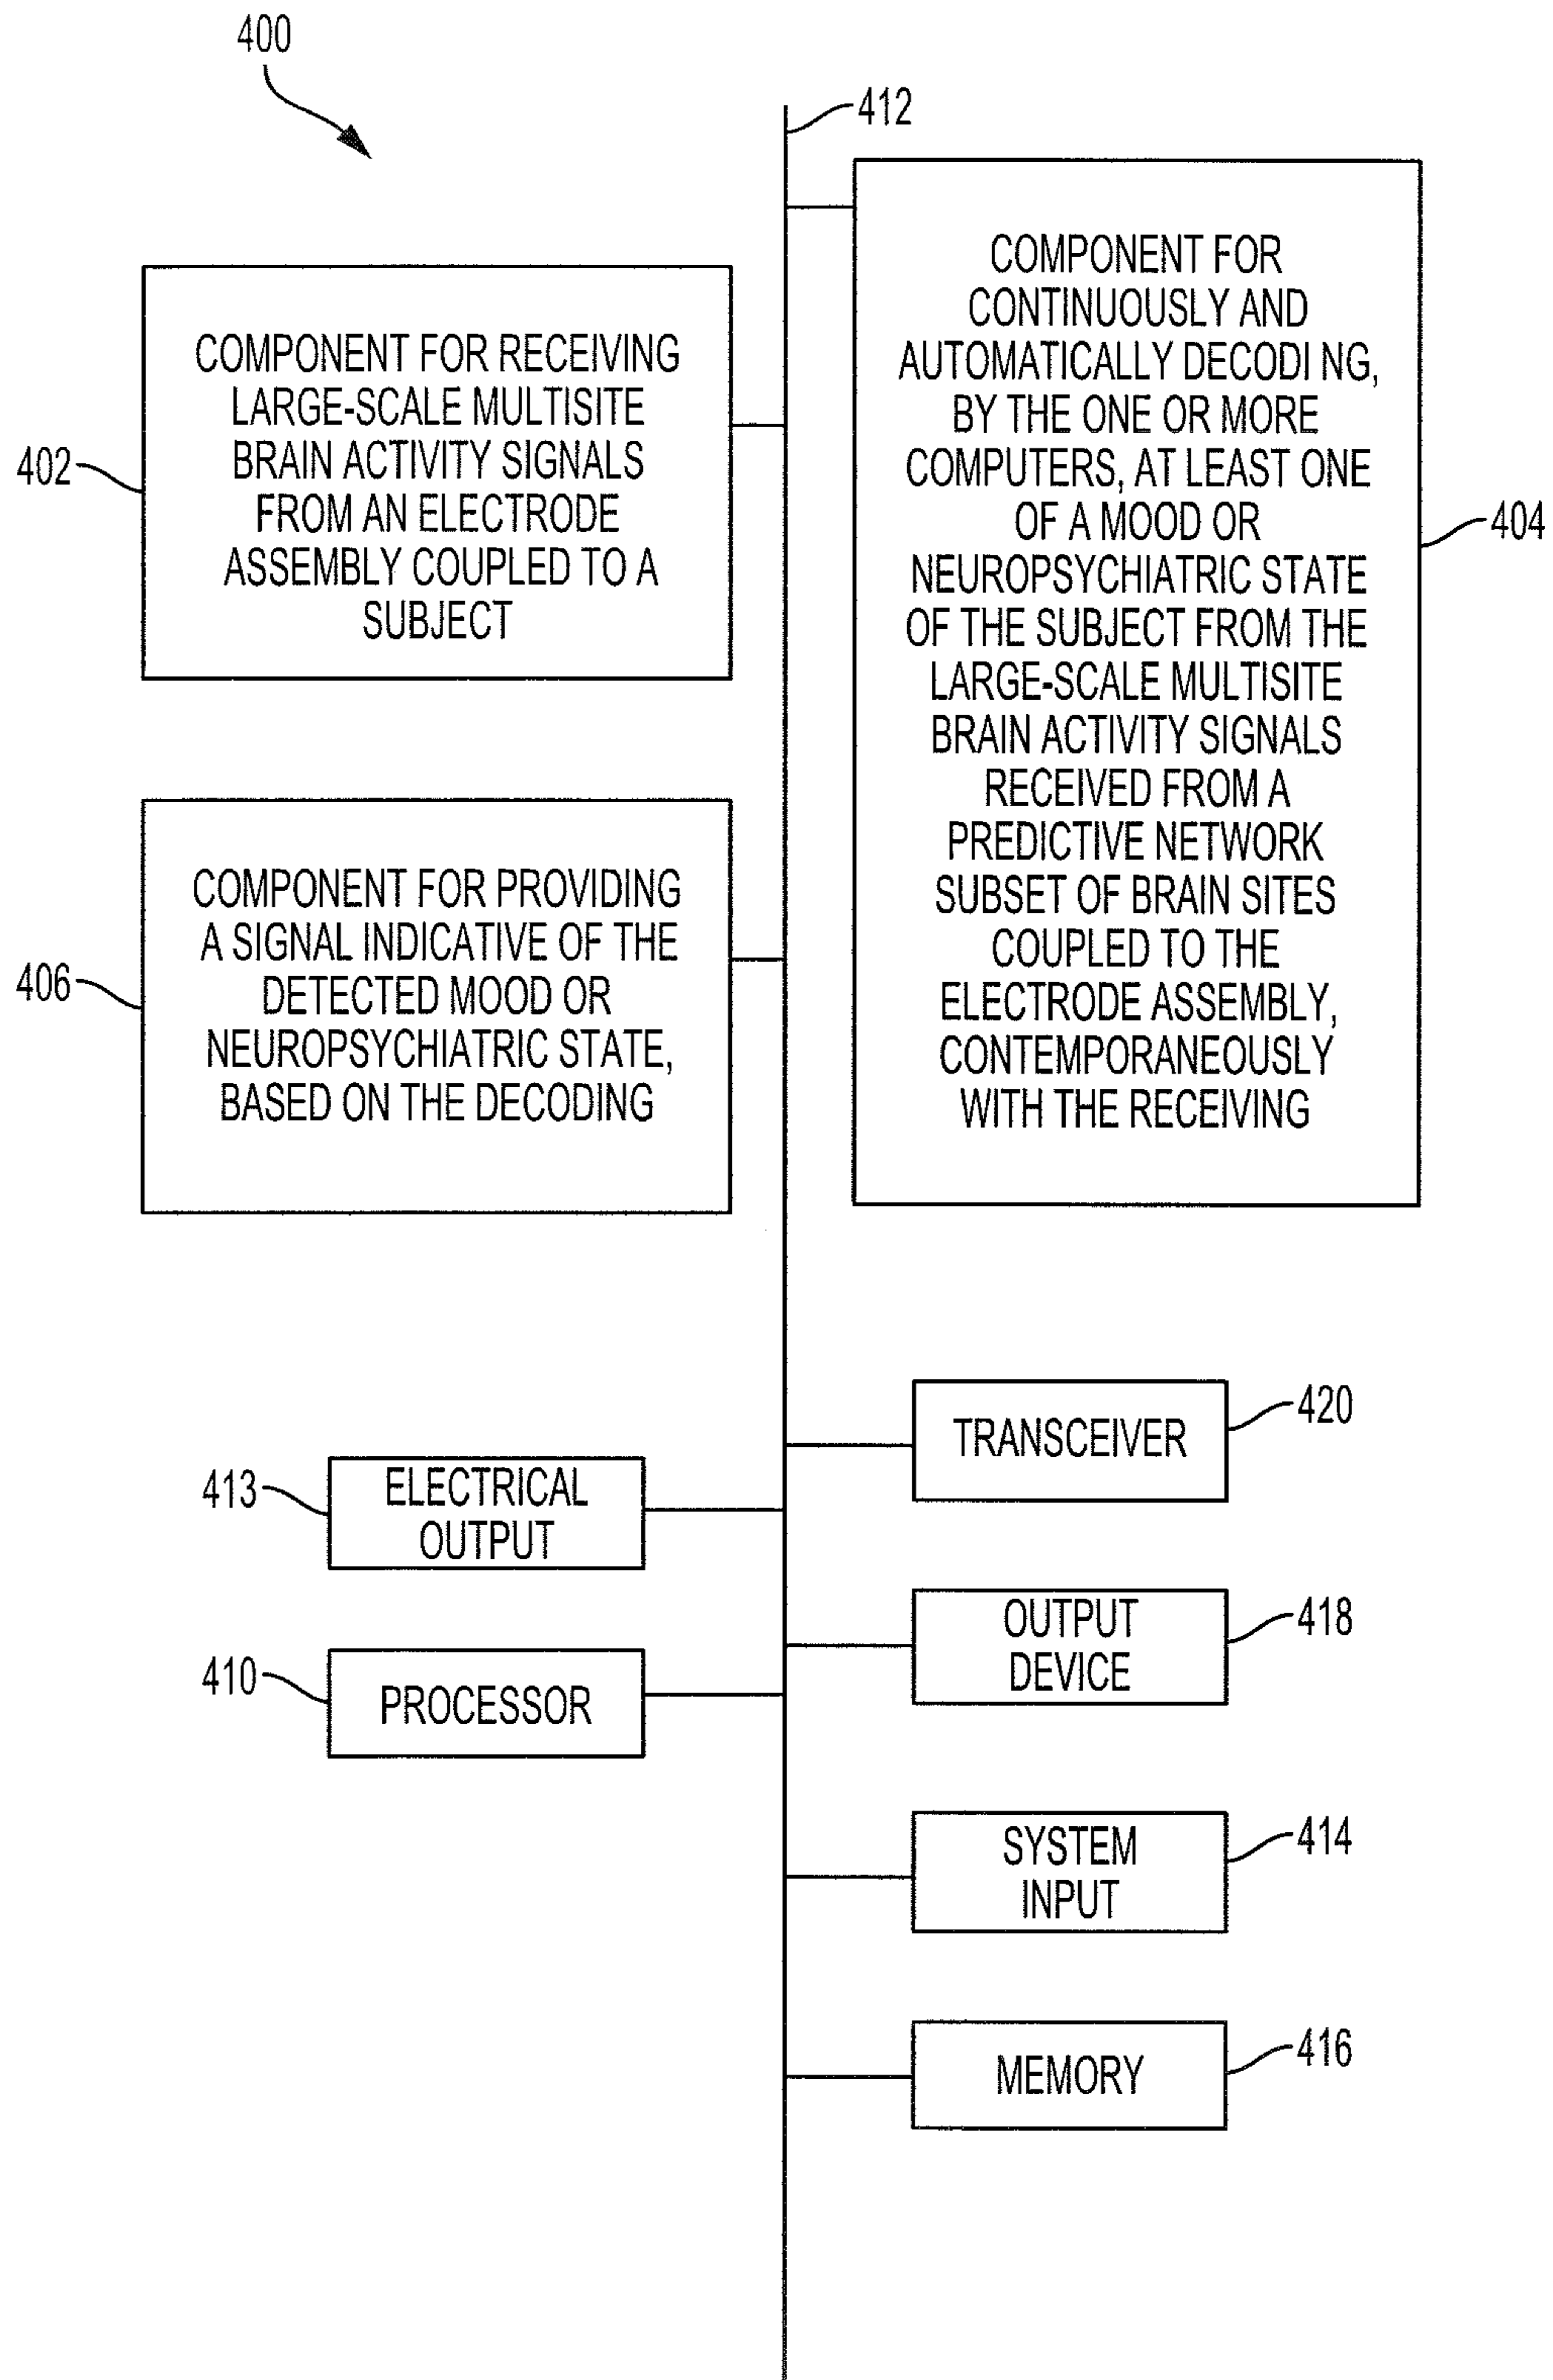 400
412
COMPONENT FOR RECEIVING
LARGE-SCALE MULTISITE
BRAIN ACTIVITY SIGNALS
FROM AN ELECTRODE
ASSEMBLY COUPLED TO A
SUBJECT
402
COMPONENT FOR
CONTINUOUSLY AND
AUTOMATICALLY DECODI NG,
BY THE ONE OR MORE
COMPUTERS, AT LEAST ONE
OF A MOOD OR
NEUROPSYCHIATRIC STATE
OF THE SUBJECT FROM THE
LARGE-SCALE MULTISITE
BRAIN ACTIVITY SIGNALS
RECEIVED FROM A
PREDICTIVE NETWORK
SUBSET OF BRAIN SITES
COUPLED TO THE
ELECTRODE ASSEMBLY,
CONTEMPORANEOUSLY
WITH THE RECEIVING
404
COMPONENT FOR PROVIDING
A SIGNAL INDICATIVE OF THE
DETECTED MOOD OR
NEUROPSYCHIATRIC STATE,
BASED ON THE DECODING
406
TRANSCEIVER
420
413
ELECTRICAL
OUTPUT
OUTPUT
DEVICE
418
410
PROCESSOR
SYSTEM
INPUT
414
MEMORY
416